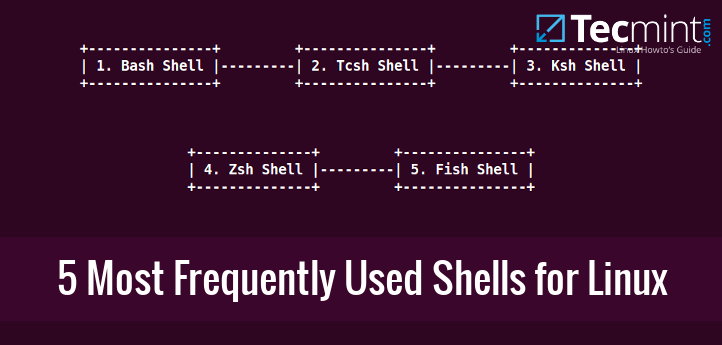 Tecmint.com
Linux Howto's Guide
+---------------+         +---------------+         +--------------+
| 1. Bash Shell |---------| 2. Tcsh Shell |---------| 3. Ksh Shell |
+---------------+         +---------------+         +--------------+
+--------------+         +---------------+
| 4. Zsh Shell |---------| 5. Fish Shell |
+--------------+         +---------------+
5 Most Frequently Used Shells for Linux